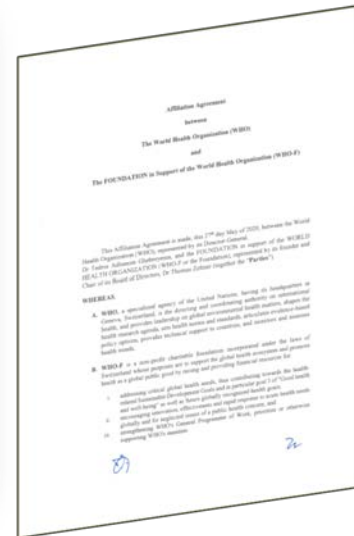 Affiliation Agreement
between
The World Health Organization (WHO)
and
The FOUNDATION in Support of the World Health Organization (WHO-F)
This Affiliation Agreement is made, this 27th day May of 2020, between the World
Health Organization (WHO), represented by its Director General,
Dr Tedros Adhanom Ghebreyesus, and the FOUNDATION in support of the WORLD
HEALTH ORGANIZATION (WHO-F or the Foundation), represented by its founder and
Chair of its Board of Directors, Dr Thomas Zeltner (together the "Parties").
WHEREAS
A. WHO, a specialized agency of the United Nations, having its headquarters in
Geneva, Switzerland, is the directing and coordinating authority on international
health, and provides leadership on global environmental health matters, shapes the
health research agenda, sets health norms and standards, articulates evidence-based
policy options, provides technical support to countries, and monitors and assesses
health trends.
B. WHO-F is a non-profit charitable foundation incorporated under the laws of
Switzerland whose purposes are to support the global health ecosystem and promote
health as a global public good by raising and providing financial resources for
i addressing critical global health needs, thus contributing towards the health
related Sustainable Development Goals and in particular goal 3 of "Good health
and well-being" as well as future globally recognized health goals;
ii encouraging innovation, effectiveness and rapid response to acute health needs
globally and for neglected issues of a public health concern; and
iii strengthening WHO's General Programme of Work, priorities or otherwise
supporting WHO's mission